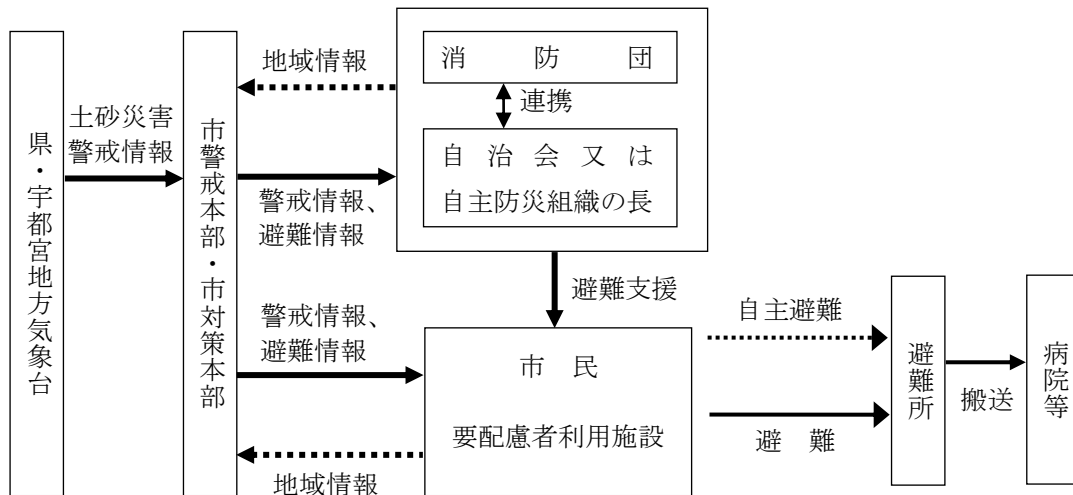 県・宇都宮地方気象台
土砂災害
警戒情報
市警戒本部・市対策本部
地域情報
警戒情報、
避難情報
消防団
連携
自治会又は
自主防災組織の長
避難支援
警戒情報、
避難情報
地域情報
市民
要配慮者利用施設
自主避難
避難
避難所
搬送
病院等